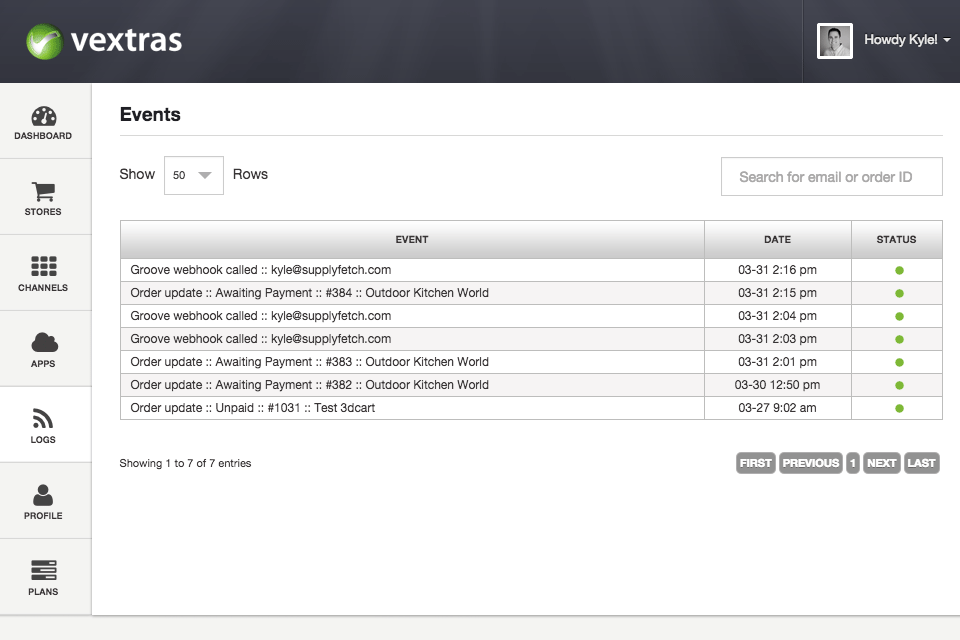 vextras
Howdy Kyle!
DASHBOARD
STORES
CHANNELS
APPS
LOGS
PROFILE
PLANS
Events
Show 50 Rows
Search for email or order ID
EVENT DATE STATUS
Groove webhook called :: kyle@supplyfetch.com 03-31 2:16 pm
Order update :: Awaiting Payment :: #384 :: Outdoor Kitchen World 03-31 2:15 pm
Groove webhook called :: kyle@supplyfetch.com 03-31 2:04 pm
Groove webhook called :: kyle@supplyfetch.com 03-31 2:03 pm
Order update :: Awaiting Payment :: #383 :: Outdoor Kitchen World 03-31 2:01 pm
Order update :: Awaiting Payment :: #382 :: Outdoor Kitchen World 03-30 12:50 pm
Order update :: Unpaid :: #1031 :: Test 3dcart 03-27 9:02 am
Showing 1 to 7 of 7 entries
FIRST PREVIOUS 1 NEXT LAST